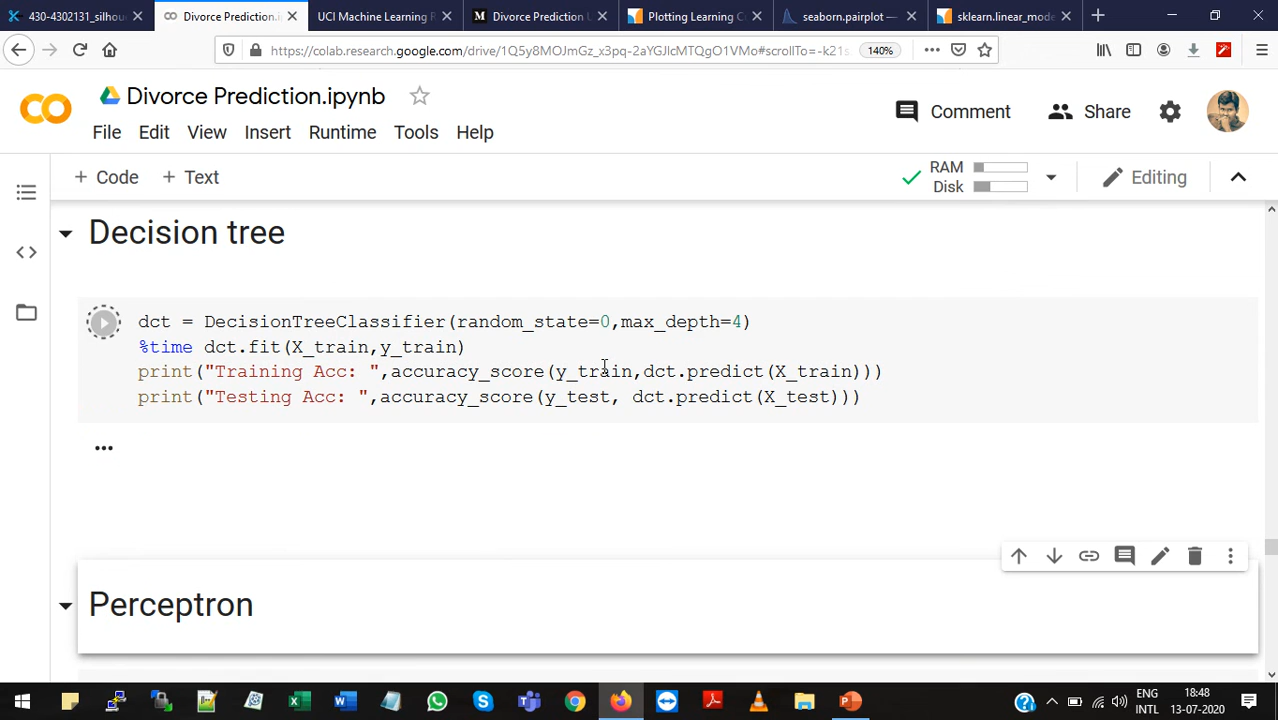 430-4302131_silhou
Divorce Prediction.i
UCI Machine Learning R
Divorce Prediction U
Plotting Learning C
seaborn.pairplot —
sklearn.linear_mode
https://colab.research.google.com/drive/1Q5y8MOJmGz_x3pq-2aYGJlcMTQgO1VMo#scrollTo=-k21s
140%
Divorce Prediction.ipynb
Comment
Share
File Edit View Insert Runtime Tools Help
+ Code + Text
RAM
Disk
Editing
Decision tree
dct = DecisionTreeClassifier(random_state=0,max_depth=4)
%time dct.fit(X_train,y_train)
print("Training Acc: ",accuracy_score(y_train,dct.predict(X_train)))
print("Testing Acc: ",accuracy_score(y_test, dct.predict(X_test)))
Perceptron
ENG
INTL
18:48
13-07-2020